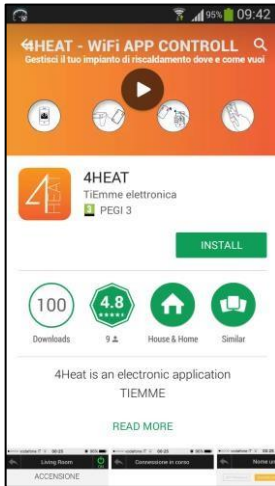 95% 09:42
4HEAT - WiFi APP CONTROLL
Gestisci il tuo impianto di riscaldamento dove e come vuoi
4HEAT
4HEAT
TiEmme elettronica
3 PEGI 3
INSTALL
100
4.8
Downloads
9
House & Home
Similar
4Heat is an electronic application
TIEMME
READ MORE
Living Room
Connessione in corso
ACCENSIONE